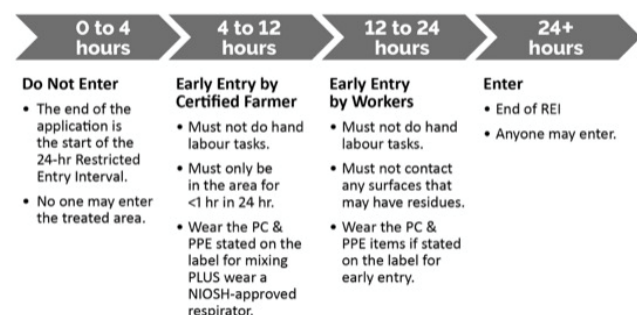 0 to 4
hours
4 to 12
hours
12 to 24
hours
24+
hours
Do Not Enter
• The end of the
application is
the start of the
24-hr Restricted
Entry Interval.
• No one may enter
the treated area.
Early Entry by
Certified Farmer
• Must not do hand
labour tasks.
• Must only be
in the area for
<1 hr in 24 hr.
• Wear the PC &
PPE stated on the
label for mixing
PLUS wear a
NIOSH-approved
respirator.
Early Entry
by Workers
• Must not do hand
labour tasks.
• Must not contact
any surfaces that
may have residues.
• Wear the PC &
PPE items if stated
on the label for
early entry.
Enter
• End of REI
• Anyone may enter.